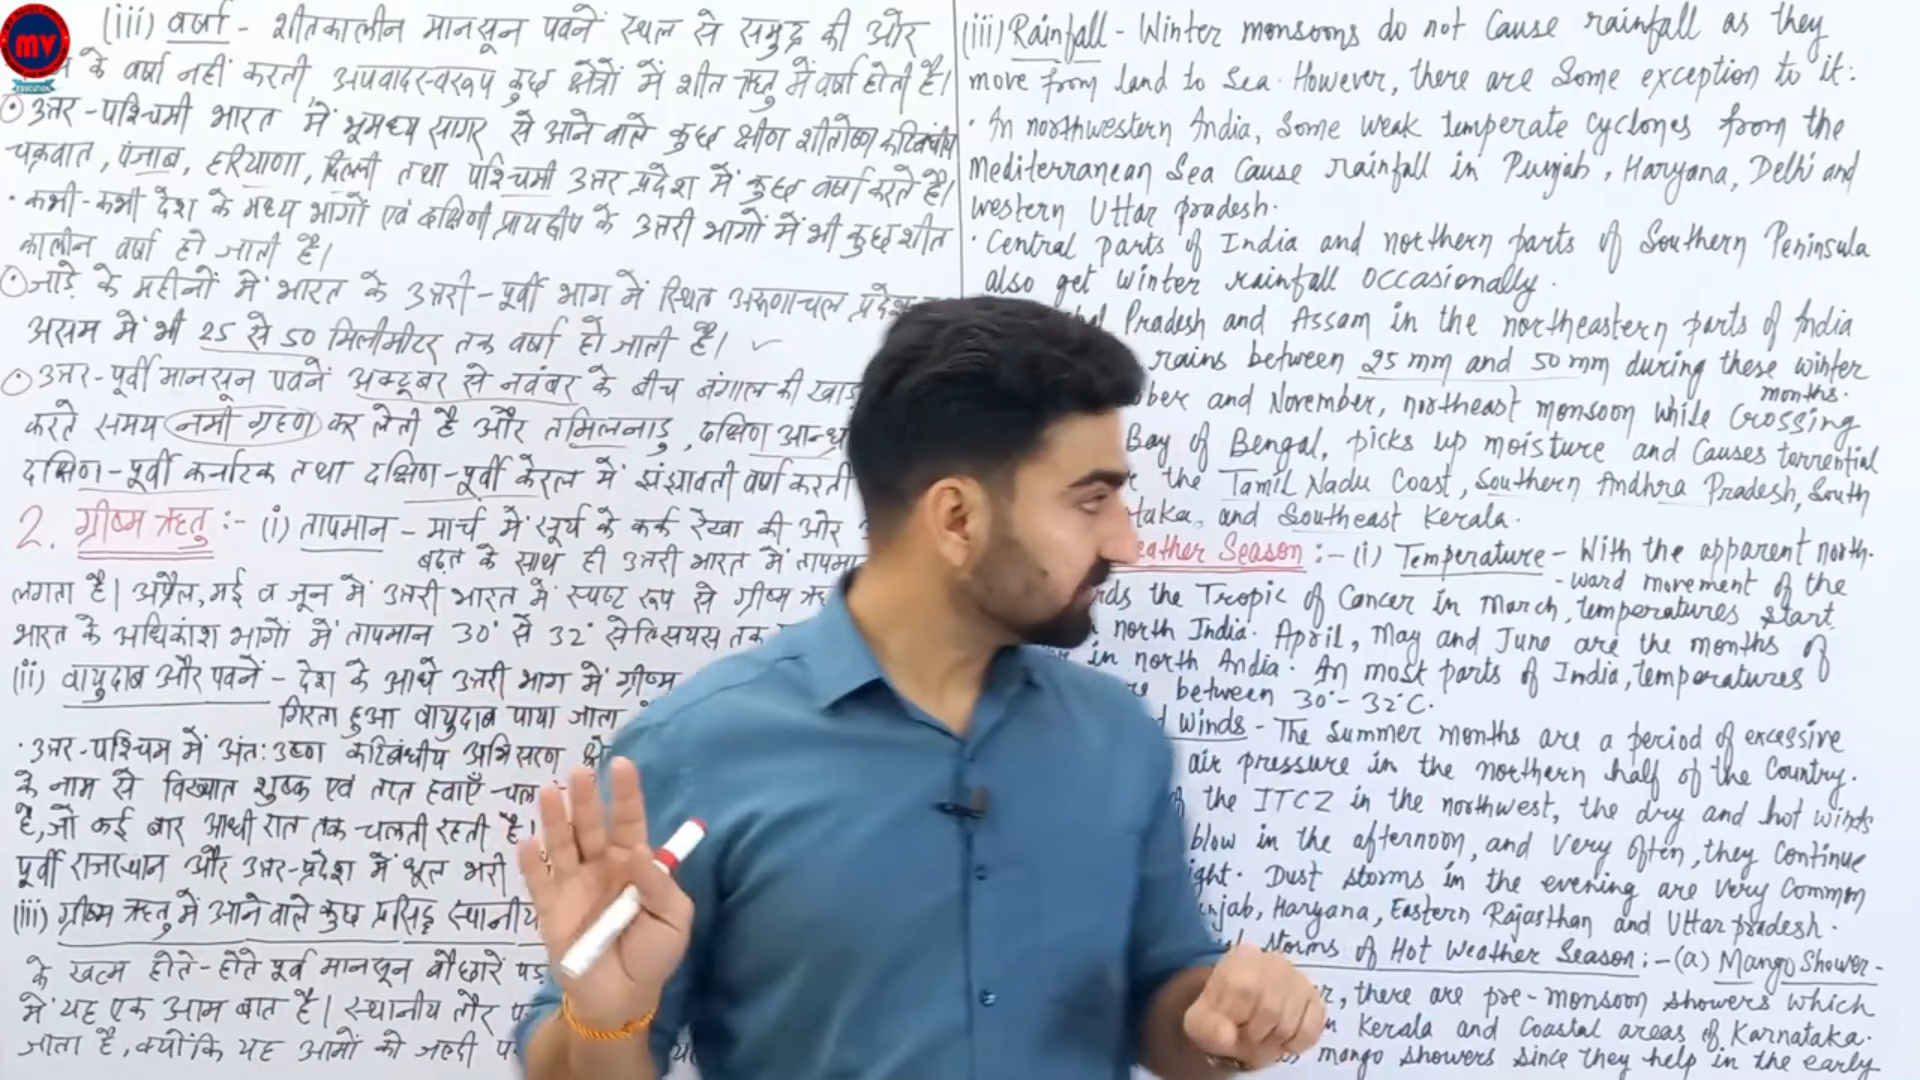 mv
EDUCATION
(iii) वर्षा - शीतकालीन मानसून पवनें स्थल से समुद्र की ओर
के वर्षा नहीं करती, अपवादस्वरूप कुछ क्षेत्रों में शीत ऋतु में वर्षा होती है।
• उत्तर-पश्चिमी भारत में भूमध्य सागर से आने वाले कुछ क्षीण शीतोष्ण कटिबंधीय
चक्रवात, पंजाब, हरियाणा, दिल्ली तथा पश्चिमी उत्तर प्रदेश में कुछ वर्षा करते है।
• कभी-कभी देश के मध्य भागों एवं दक्षिणी प्रायद्वीप के उत्तरी भागों में भी कुछ शीत
कालीन वर्षा हो जाती है।
• जाड़े के महीनों में भारत के उत्तरी-पूर्वी भाग में स्थित अरुणाचल प्रदेश
असम में भी 25 से 50 मिलीमीटर तक वर्षा हो जाती है।
• उत्तर-पूर्वी मानसून पवनें अक्टूबर से नवंबर के बीच बंगाल की
करते समय नमी ग्रहण कर लेती है और तमिलनाडु, दक्षिण
दक्षिण-पूर्वी कर्नाटक तथा दक्षिण-पूर्वी केरल में झंझावती वर्षा करती
2. ग्रीष्म ऋतु :- (i) तापमान - मार्च में सूर्य के कर्क रेखा की ओर
बढ़त के साथ ही उत्तरी भारत में
लगता है। अप्रैल, मई व जून में उत्तरी भारत में स्पष्ट रूप से ग्रीष्म
भारत के अधिकांश भागों में तापमान 30° से 32° सेल्सियस तक
(ii) वायुदाब और पवनें - देश के आधे उत्तरी भाग में ग्रीष्म
गिरता हुआ वायुदाब पाया जाता
• उत्तर-पश्चिम में अंत: उष्ण कटिबंधीय अभिसरण
के नाम से विख्यात शुष्क एवं तप्त हवाएँ चल
है, जो कई बार आधी रात तक चलती रहती है।
पूर्वी राजस्थान और उत्तर-प्रदेश में धूल भरी
(iii) ग्रीष्म ऋतु में आने वाले कुछ प्रसिद्ध स्थानीय
के खत्म होते-होते पूर्व मानसून बौछारें
में यह एक आम बात है। स्थानीय तौर
जाता है, क्योंकि यह आमों को जल्दी
(iii) Rainfall - Winter monsoons do not Cause rainfall as they
move from land to Sea. However, there are Some exception to it:
• In northwestern India, Some weak temperate cyclones from the
Mediterranean Sea Cause rainfall in Punjab, Haryana, Delhi and
western Uttar pradesh.
• Central parts of India and northern parts of Southern Peninsula
also get winter rainfall occasionally.
Pradesh and Assam in the northeastern parts of India
rains between 25 mm and 50 mm during these winter
months.
and November, northeast monsoon while Crossing
Bay of Bengal, picks up moisture and Causes torrential
the Tamil Nadu Coast, Southern Andhra Pradesh, South
and Southeast Kerala.
Season :- (i) Temperature - With the apparent north-
-ward movement of the
the Tropic of Cancer in March, temperatures start
north India. April, May and June are the months of
in north India. In most parts of India, temperatures
between 30°- 32°C.
Winds - The Summer months are a period of excessive
air pressure in the northern half of the Country.
the ITCZ in the northwest, the dry and hot winds
blow in the afternoon, and very often, they Continue
Dust storms in the evening are very Common
Haryana, Eastern Rajasthan and Uttar pradesh.
Storms of Hot Weather Season :- (a) Mango Shower -
there are pre-monsoon showers which
Kerala and Coastal areas of Karnataka.
mango showers since they help in the early